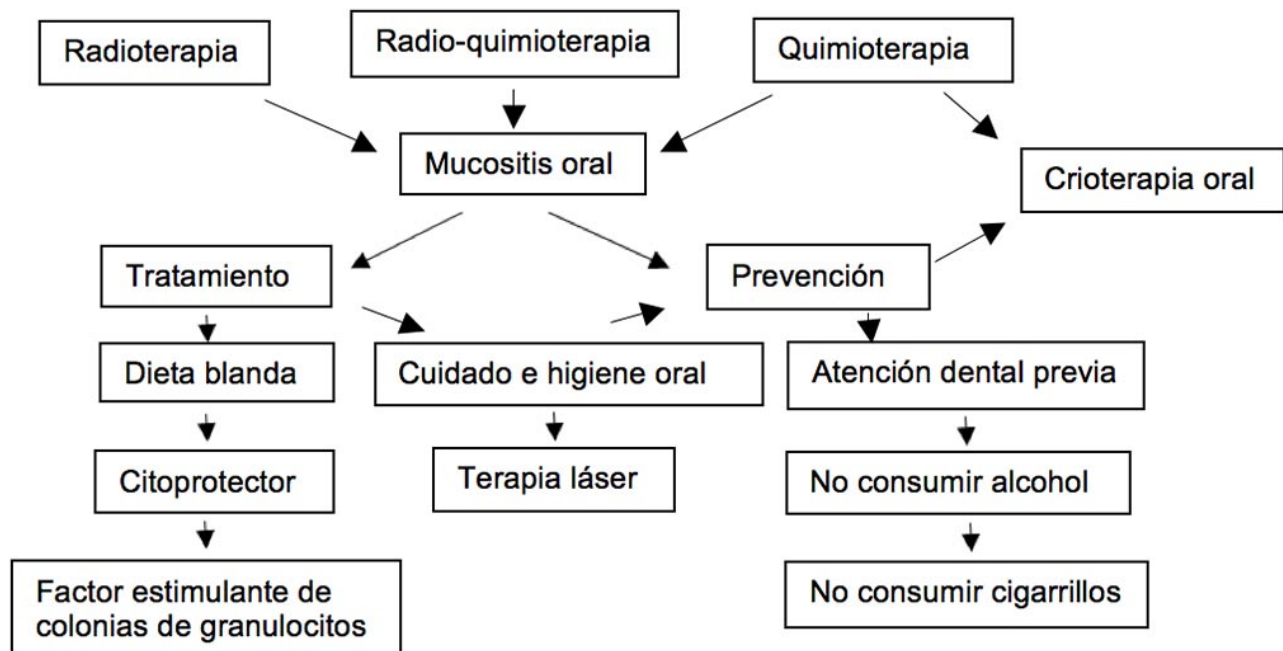 Radioterapia
Radio-quimioterapia
Quimioterapia
Mucositis oral
Crioterapia oral
Tratamiento
Prevención
Dieta blanda
Cuidado e higiene oral
Atención dental previa
Citoprotector
Terapia láser
No consumir alcohol
Factor estimulante de
colonias de granulocitos
No consumir cigarrillos